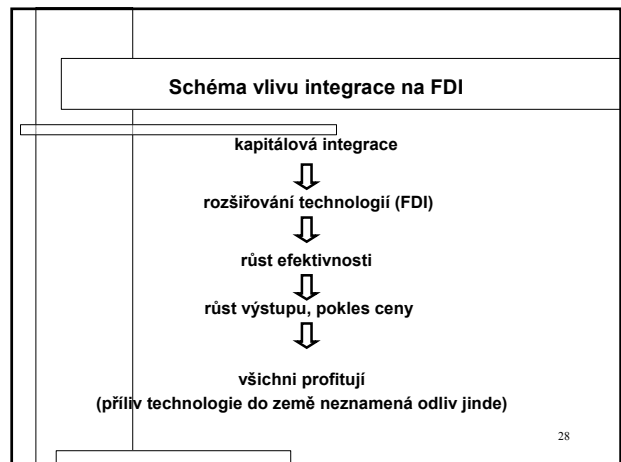 Schéma vlivu integrace na FDI
kapitálová integrace
rozšiřování technologií (FDI)
růst efektivnosti
růst výstupu, pokles ceny
všichni profitují
(příliv technologie do země neznamená odliv jinde)
28